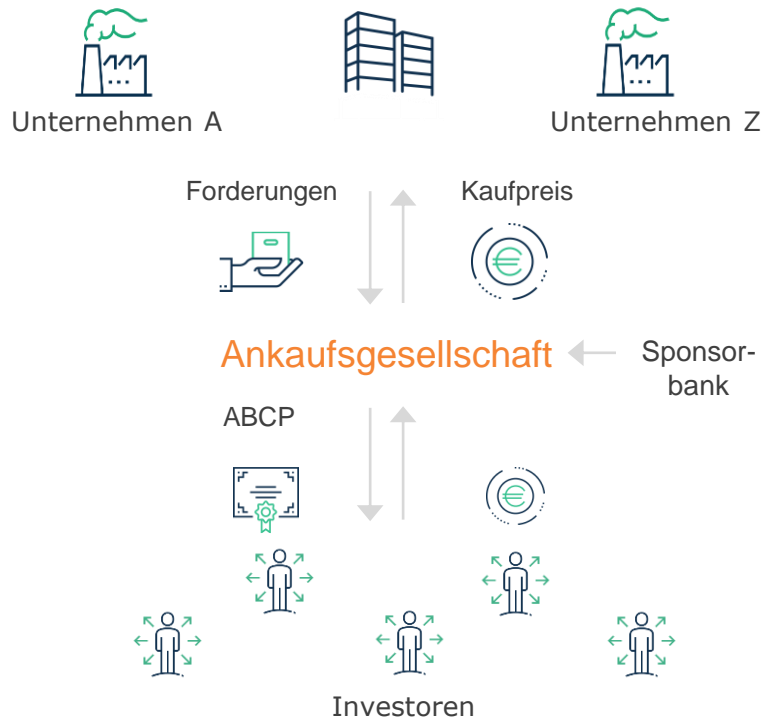 Unternehmen A
Unternehmen Z
Forderungen
Kaufpreis
Ankaufsgesellschaft
Sponsor-
bank
ABCP
Investoren